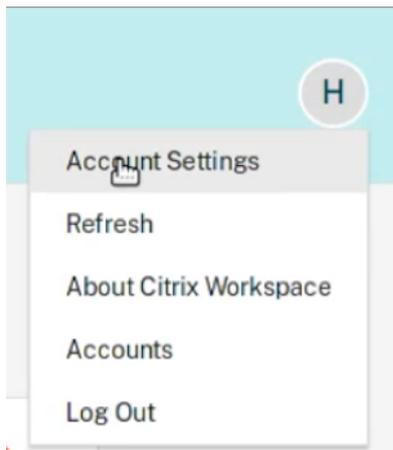 H
Account Settings
Refresh
About Citrix Workspace
Accounts
Log Out